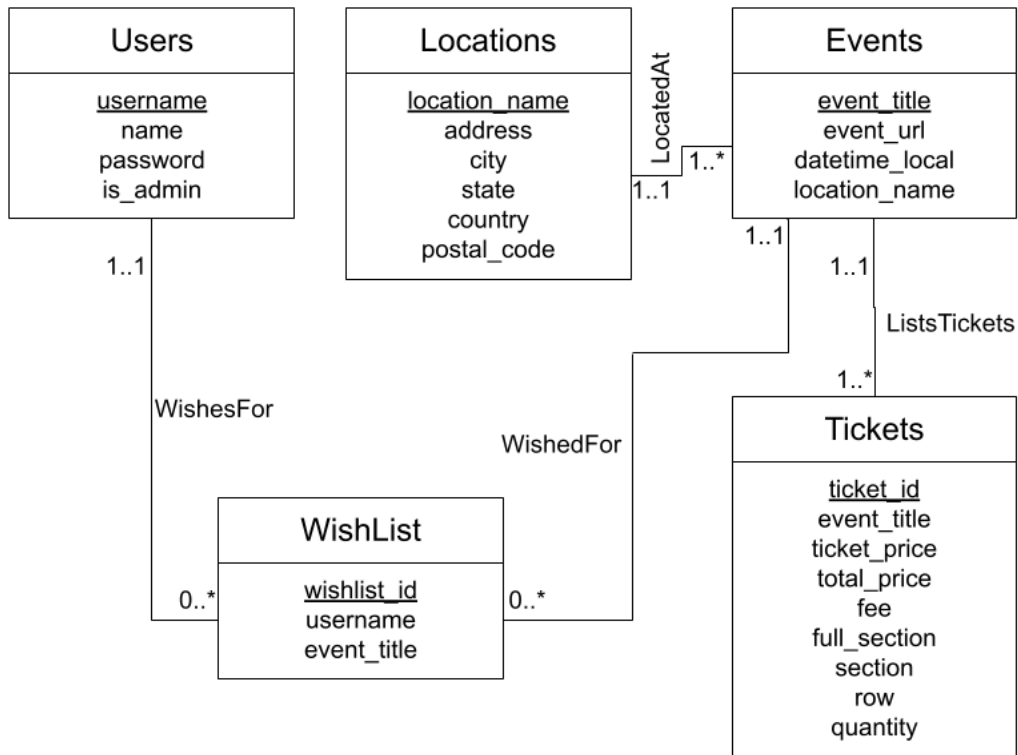 Users
username
name
password
is_admin
Locations
location_name
address
city
state
country
postal_code
LocatedAt
1..1
1..*
Events
event_title
event_url
datetime_local
location_name
1..1
WishesFor
0..*
1..1
WishedFor
0..*
1..1
ListsTickets
1..*
WishList
wishlist_id
username
event_title
Tickets
ticket_id
event_title
ticket_price
total_price
fee
full_section
section
row
quantity